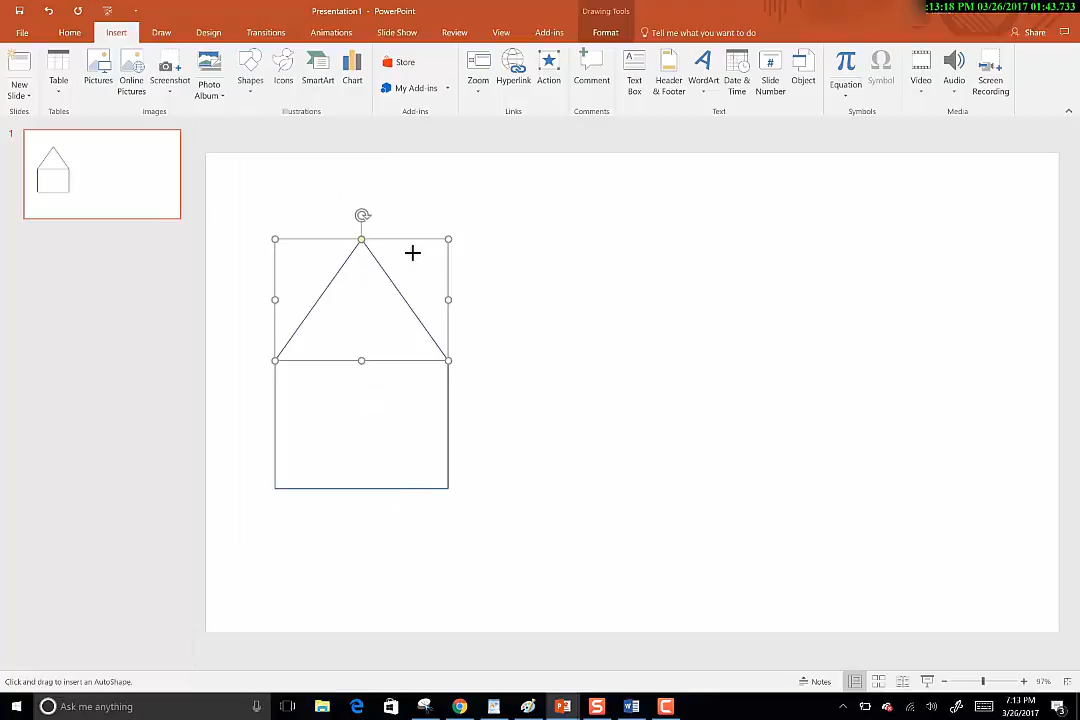 :13:18 PM 03/26/2017 01:43.733
Presentation1 - PowerPoint
Drawing Tools
File Home Insert Draw Design Transitions Animations Slide Show Review View Add-ins Format Tell me what you want to do Share
New Slide
Table
Pictures
Online Pictures
Screenshot
Photo Album
Shapes
Icons
SmartArt
Chart
Store
My Add-ins
Zoom
Hyperlink
Action
Comment
Text Box
Header & Footer
WordArt
Date & Time
Slide Number
Object
Equation
Symbol
Video
Audio
Screen Recording
Slides Tables Images Illustrations Add-ins Links Comments Text Symbols Media
1
Click and drag to insert an AutoShape.
Notes
97%
Ask me anything
7:13 PM
3/26/2017